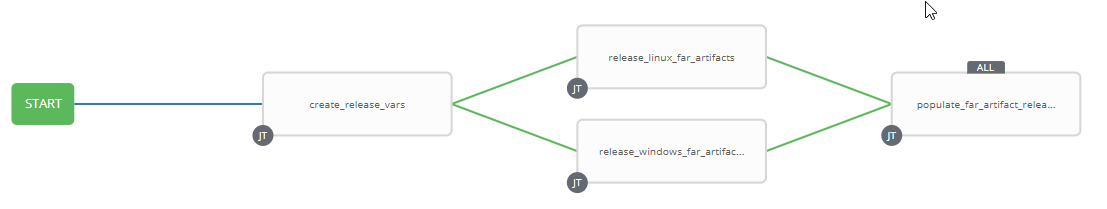 START
create_release_vars
JT
release_linux_far_artifacts
JT
release_windows_far_artifac...
JT
ALL
populate_far_artifact_relea...
JT